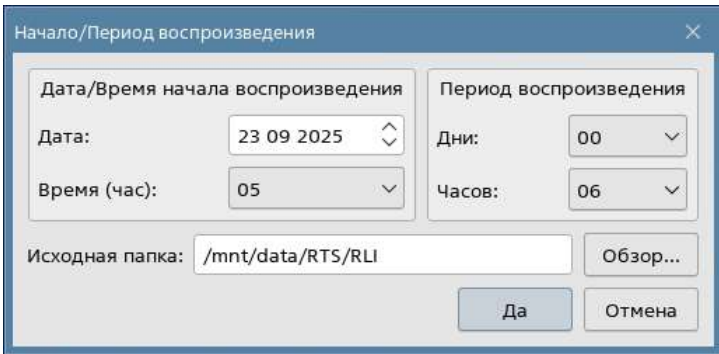 Начало/Период воспроизведения
Дата/Время начала воспроизведения
Период воспроизведения
Дата: 23 09 2025
Дни: 00
Время (час): 05
Часов: 06
Исходная папка: /mnt/data/RTS/RLI Обзор...
Да Отмена